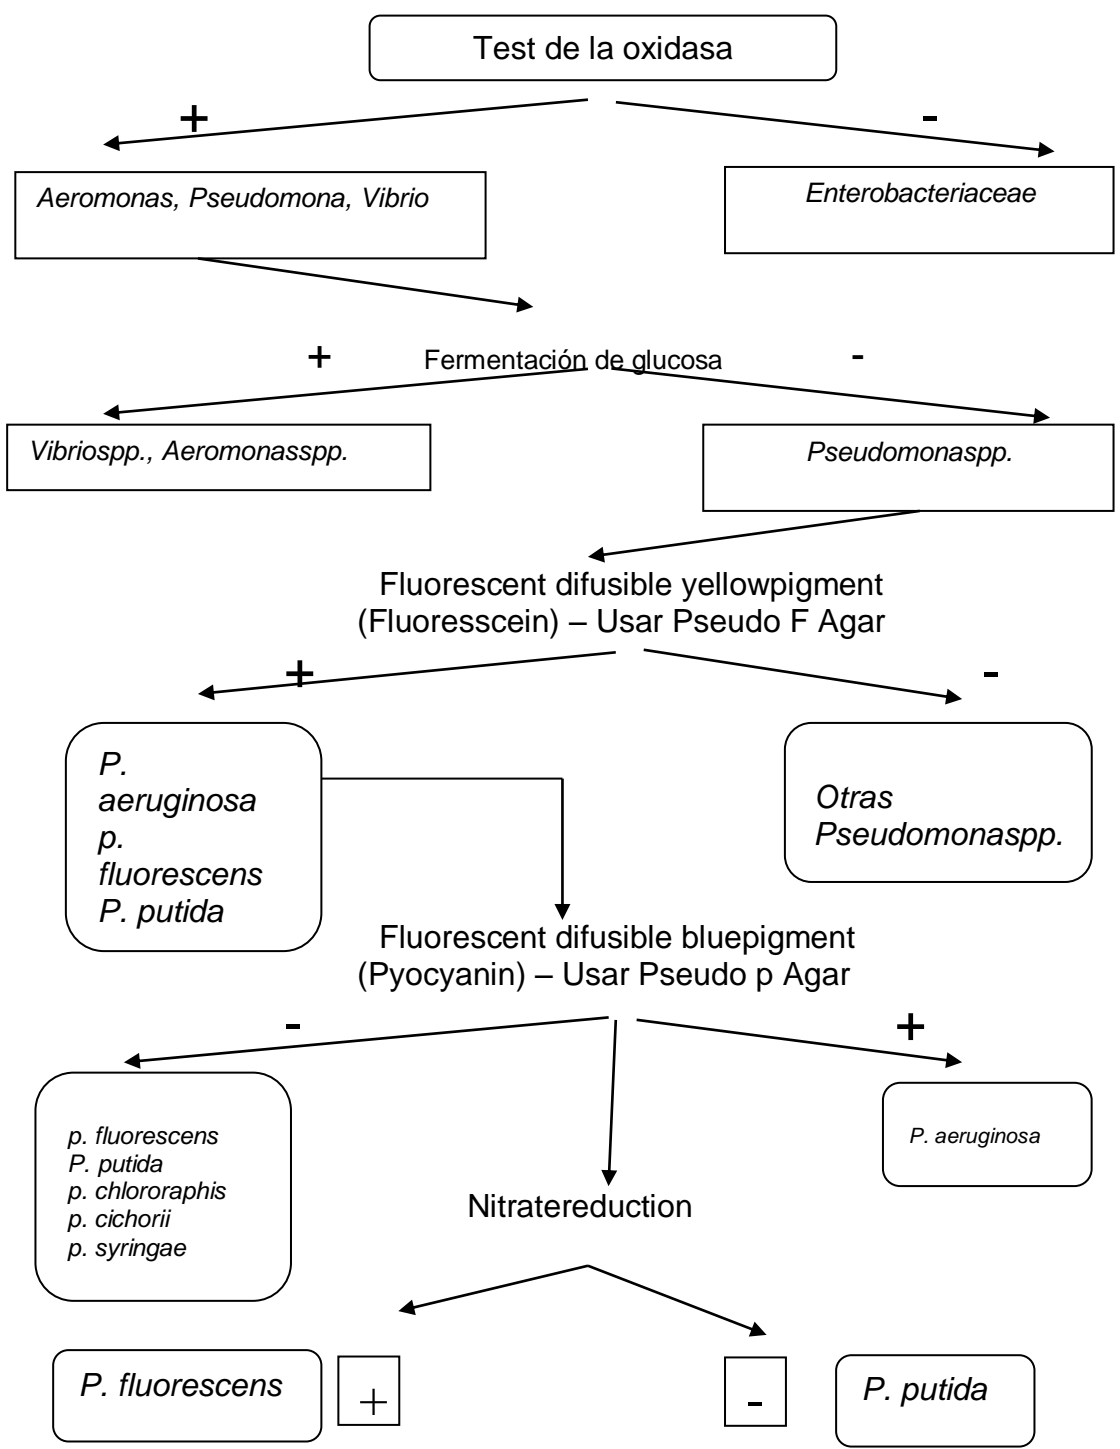 Test de la oxidasa
+
-
Aeromonas, Pseudomona, Vibrio
Enterobacteriaceae
+
Fermentación de glucosa
-
Vibriospp., Aeromonasspp.
Pseudomonaspp.
Fluorescent difusible yellowpigment
(Fluoresscein) – Usar Pseudo F Agar
+
-
P.
aeruginosa
p.
fluorescens
P. putida
Otras
Pseudomonaspp.
Fluorescent difusible bluepigment
(Pyocyanin) – Usar Pseudo p Agar
-
+
p. fluorescens
P. putida
p. chlororaphis
p. cichorii
p. syringae
P. aeruginosa
Nitratereduction
P. fluorescens
+
-
P. putida